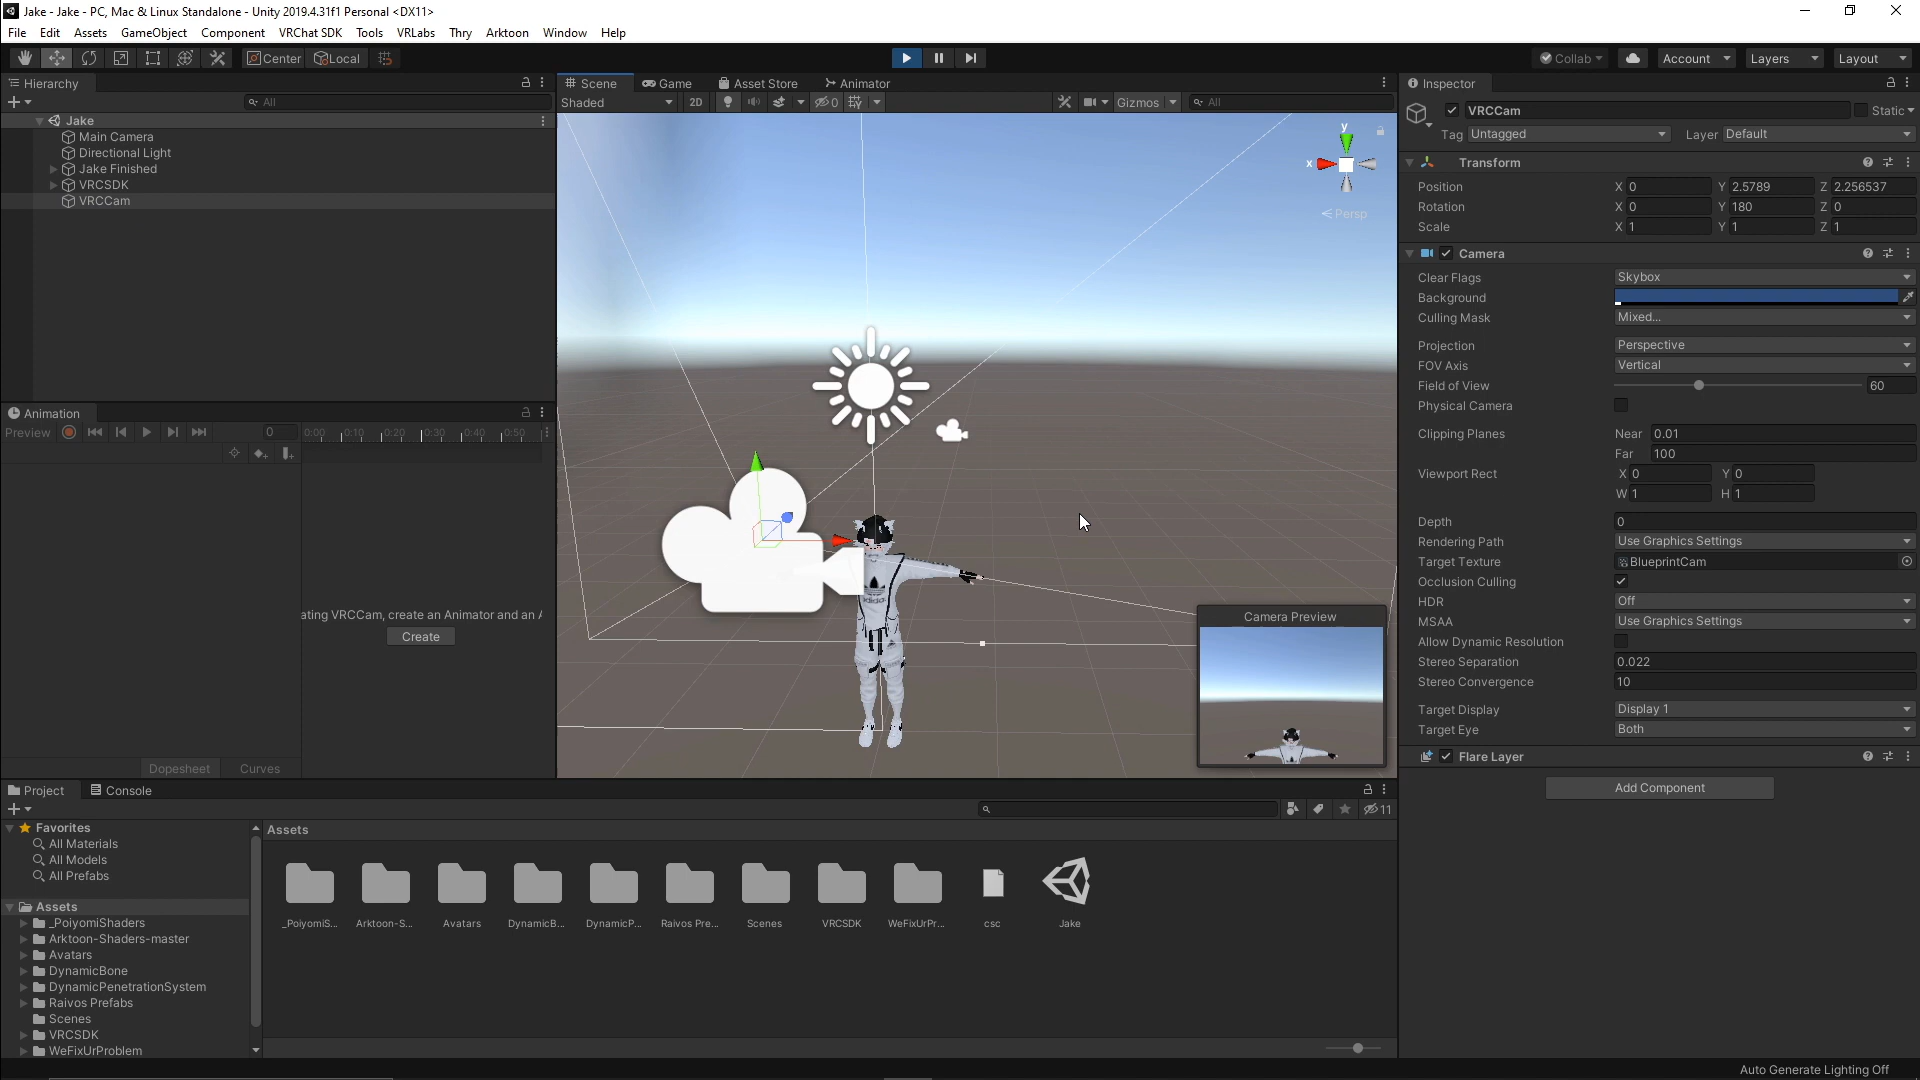 Jake - Jake - PC, Mac & Linux Standalone - Unity 2019.4.31f1 Personal <DX11>
File Edit Assets GameObject Component VRChat SDK Tools VRLabs Thry Arktoon Window Help
Center Local Collab Account Layers Layout
Hierarchy
All
Jake
Main Camera
Directional Light
Jake Finished
VRCSDK
VRCCam
Animation
Preview 0 0:00 0:10 0:20 0:30 0:40 0:50
ating VRCCam, create an Animator and an A
Create
Dopesheet Curves
Scene Game Asset Store Animator
Shaded 2D 0 Gizmos All
y
x
Persp
adidas
Camera Preview
Inspector
VRCCam Static
Tag Untagged Layer Default
Transform
Position X 0 Y 2.5789 Z 2.256537
Rotation X 0 Y 180 Z 0
Scale X 1 Y 1 Z 1
Camera
Clear Flags Skybox
Background
Culling Mask Mixed...
Projection Perspective
FOV Axis Vertical
Field of View 60
Physical Camera
Clipping Planes Near 0.01
Far 100
Viewport Rect X 0 Y 0
W 1 H 1
Depth 0
Rendering Path Use Graphics Settings
Target Texture BlueprintCam
Occlusion Culling
HDR Off
MSAA Use Graphics Settings
Allow Dynamic Resolution
Stereo Separation 0.022
Stereo Convergence 10
Target Display Display 1
Target Eye Both
Flare Layer
Add Component
Project Console
11
Favorites
All Materials
All Models
All Prefabs
Assets
_PoiyomiShaders
Arktoon-Shaders-master
Avatars
DynamicBone
DynamicPenetrationSystem
Raivos Prefabs
Scenes
VRCSDK
WeFixUrProblem
Assets
_PoiyomiS... Arktoon-S... Avatars DynamicB... DynamicP... Raivos Pre... Scenes VRCSDK WeFixUrPr... csc Jake
Auto Generate Lighting Off